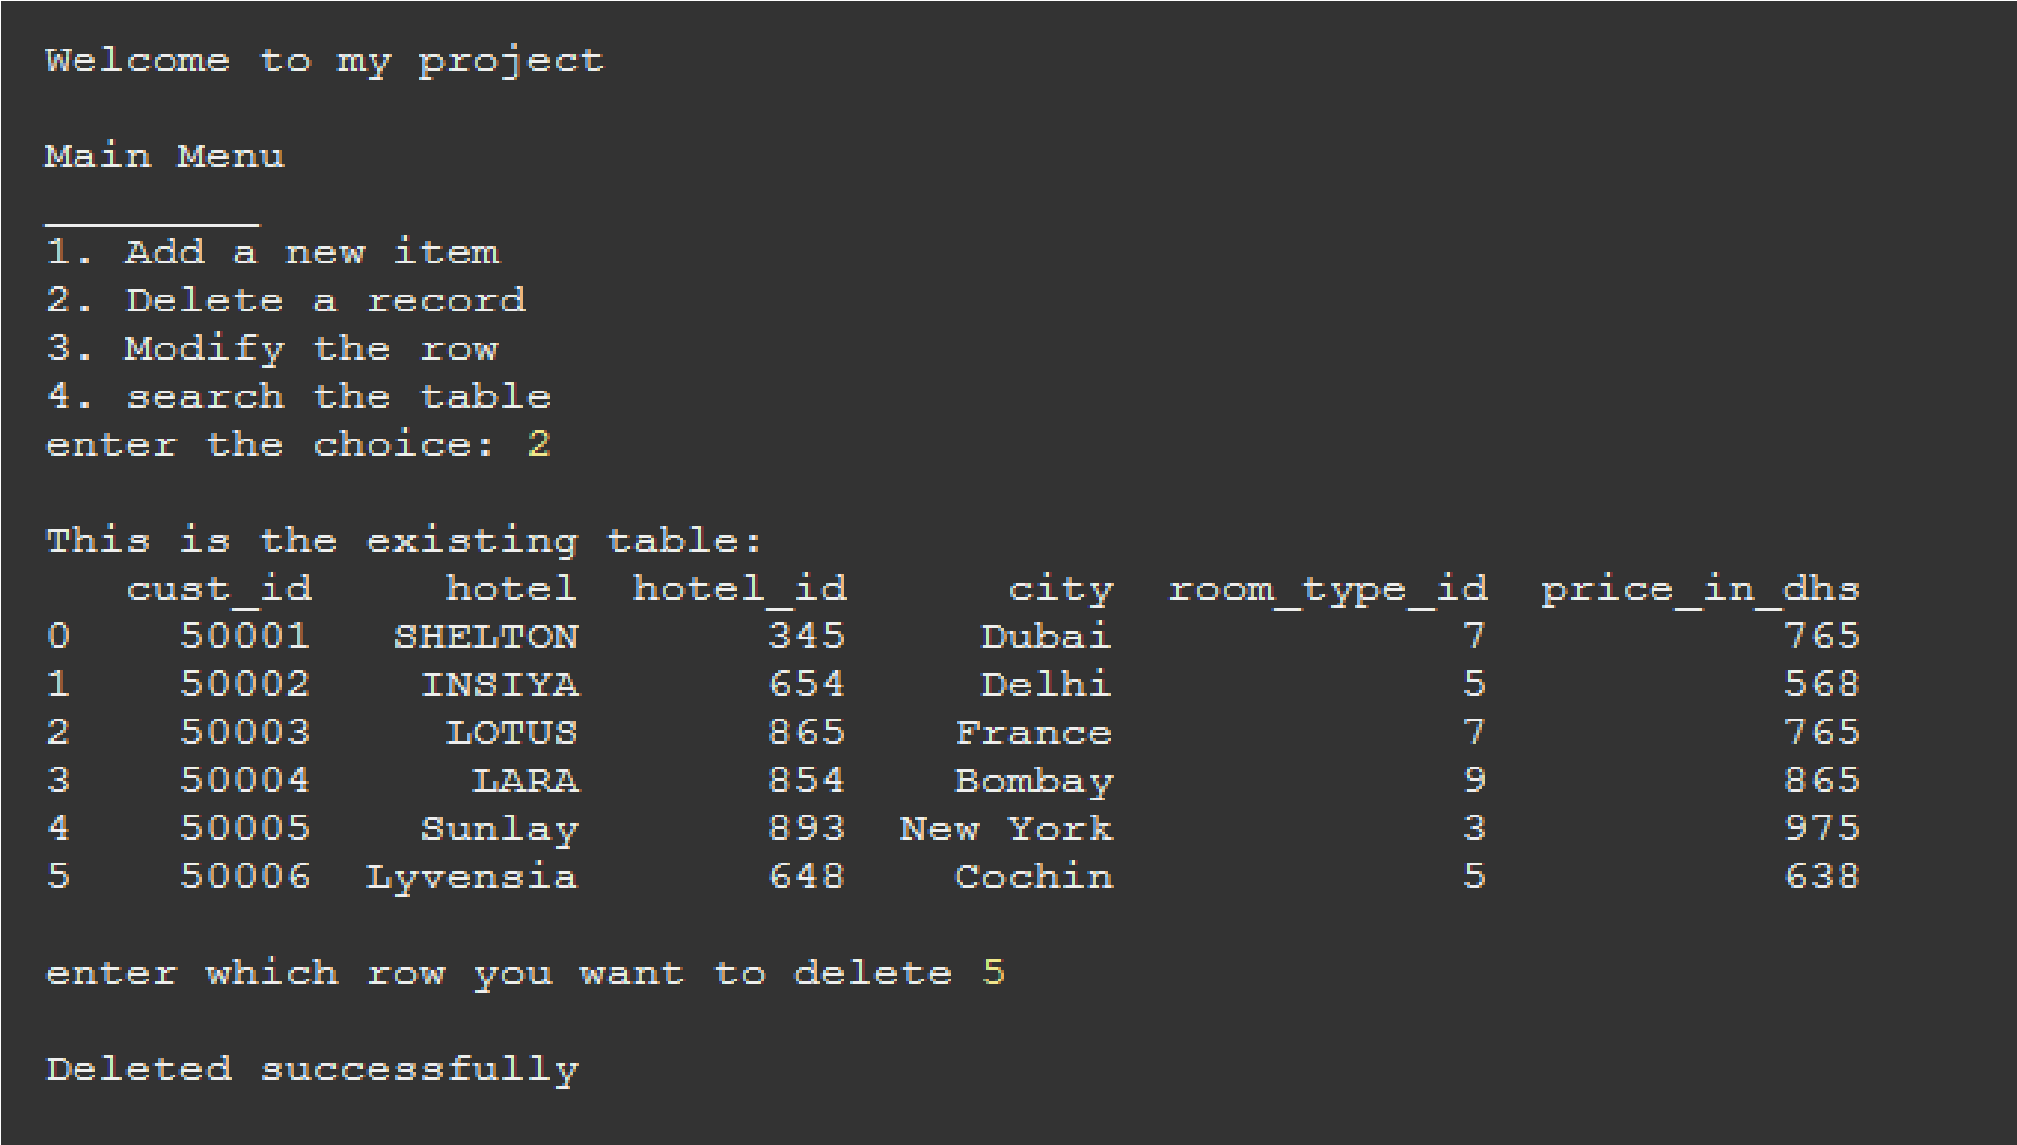 Welcome to my project
Main Menu
________
1. Add a new item
2. Delete a record
3. Modify the row
4. search the table
enter the choice: 2
This is the existing table:
   cust_id     hotel  hotel_id      city  room_type_id  price_in_dhs
0    50001   SHELTON       345     Dubai             7           765
1    50002    INSIYA       654     Delhi             5           568
2    50003     LOTUS       865    France             7           765
3    50004      LARA       854    Bombay             9           865
4    50005    Sunlay       893  New York             3           975
5    50006  Lyvensia       648    Cochin             5           638
enter which row you want to delete 5
Deleted successfully